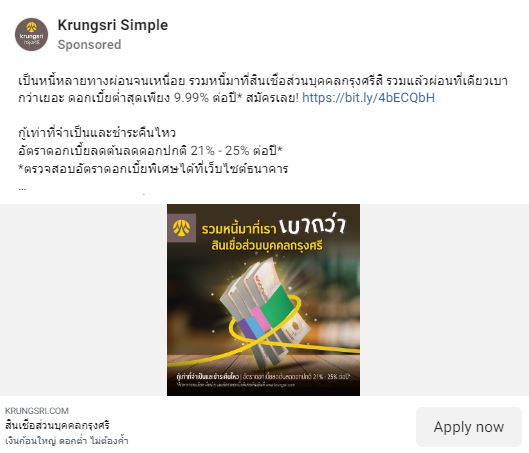 Krungsri Simple
Sponsored
เป็นหนี้หลายทางผ่อนจนเหนื่อย รวมหนี้มาที่สินเชื่อส่วนบุคคลกรุงศรีสิ รวมแล้วผ่อนที่เดียวเบา
กว่าเยอะ ดอกเบี้ยต่ำสุดเพียง 9.99% ต่อปี* สมัครเลย! https://bit.ly/4bECQbH
กู้เท่าที่จำเป็นและชำระคืนไหว
อัตราดอกเบี้ยลดต้นลดดอกปกติ 21% - 25% ต่อปี*
*ตรวจสอบอัตราดอกเบี้ยพิเศษได้ที่เว็บไซต์ธนาคาร
...
krungsri
กรุงศรี
รวมหนี้มาที่เรา เบากว่า
สินเชื่อส่วนบุคคลกรุงศรี
กู้เท่าที่จำเป็นและชำระคืนไหว | อัตราดอกเบี้ยลดต้นลดดอกปกติ 21% - 25% ต่อปี*
KRUNGSRI.COM
สินเชื่อส่วนบุคคลกรุงศรี
เงินก้อนใหญ่ ดอกต่ำ ไม่ต้องค้ำ
Apply now